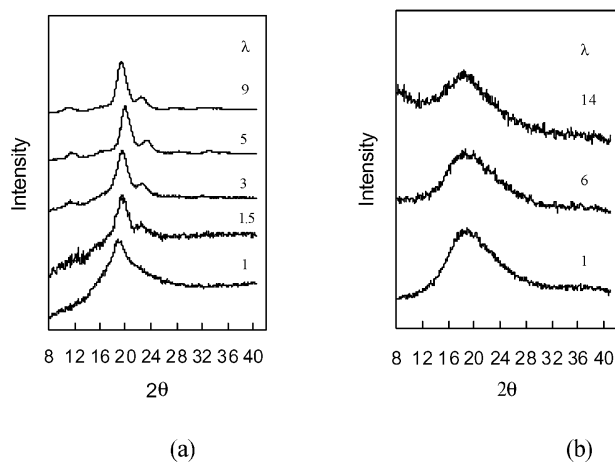 λ
9
5
3
1.5
1
Intensity
8 12 16 20 24 28 32 36 40
2θ
(a)
λ
14
6
1
Intensity
8 12 16 20 24 28 32 36 40
2θ
(b)